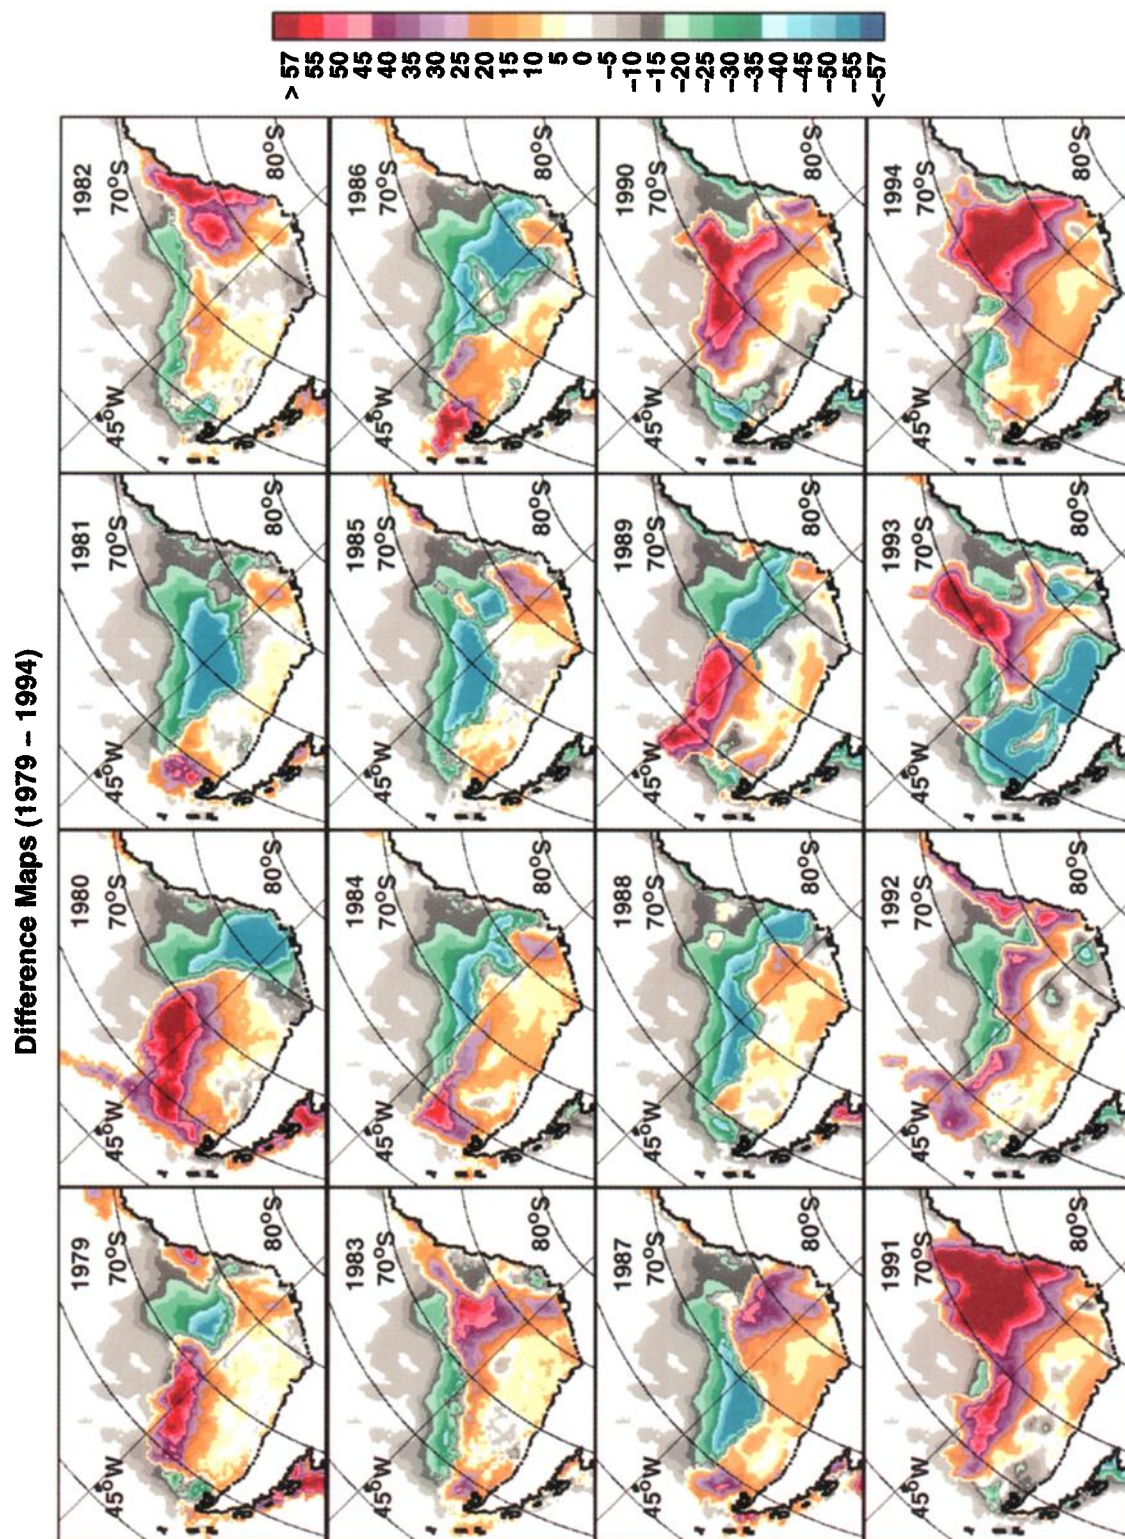 Difference Maps (1979 – 1994)
1979
70°S
80°S
45°W
1980
70°S
80°S
45°W
1981
70°S
80°S
45°W
1982
70°S
80°S
45°W
1983
70°S
80°S
45°W
1984
70°S
80°S
45°W
1985
70°S
80°S
45°W
1986
70°S
80°S
45°W
1987
70°S
80°S
45°W
1988
70°S
80°S
45°W
1989
70°S
80°S
45°W
1990
70°S
80°S
45°W
1991
70°S
80°S
45°W
1992
70°S
80°S
45°W
1993
70°S
80°S
45°W
1994
70°S
80°S
45°W
> 57
55
50
45
40
35
30
25
20
15
10
5
0
–5
–10
–15
–20
–25
–30
–35
–40
–45
–50
–55
<–57